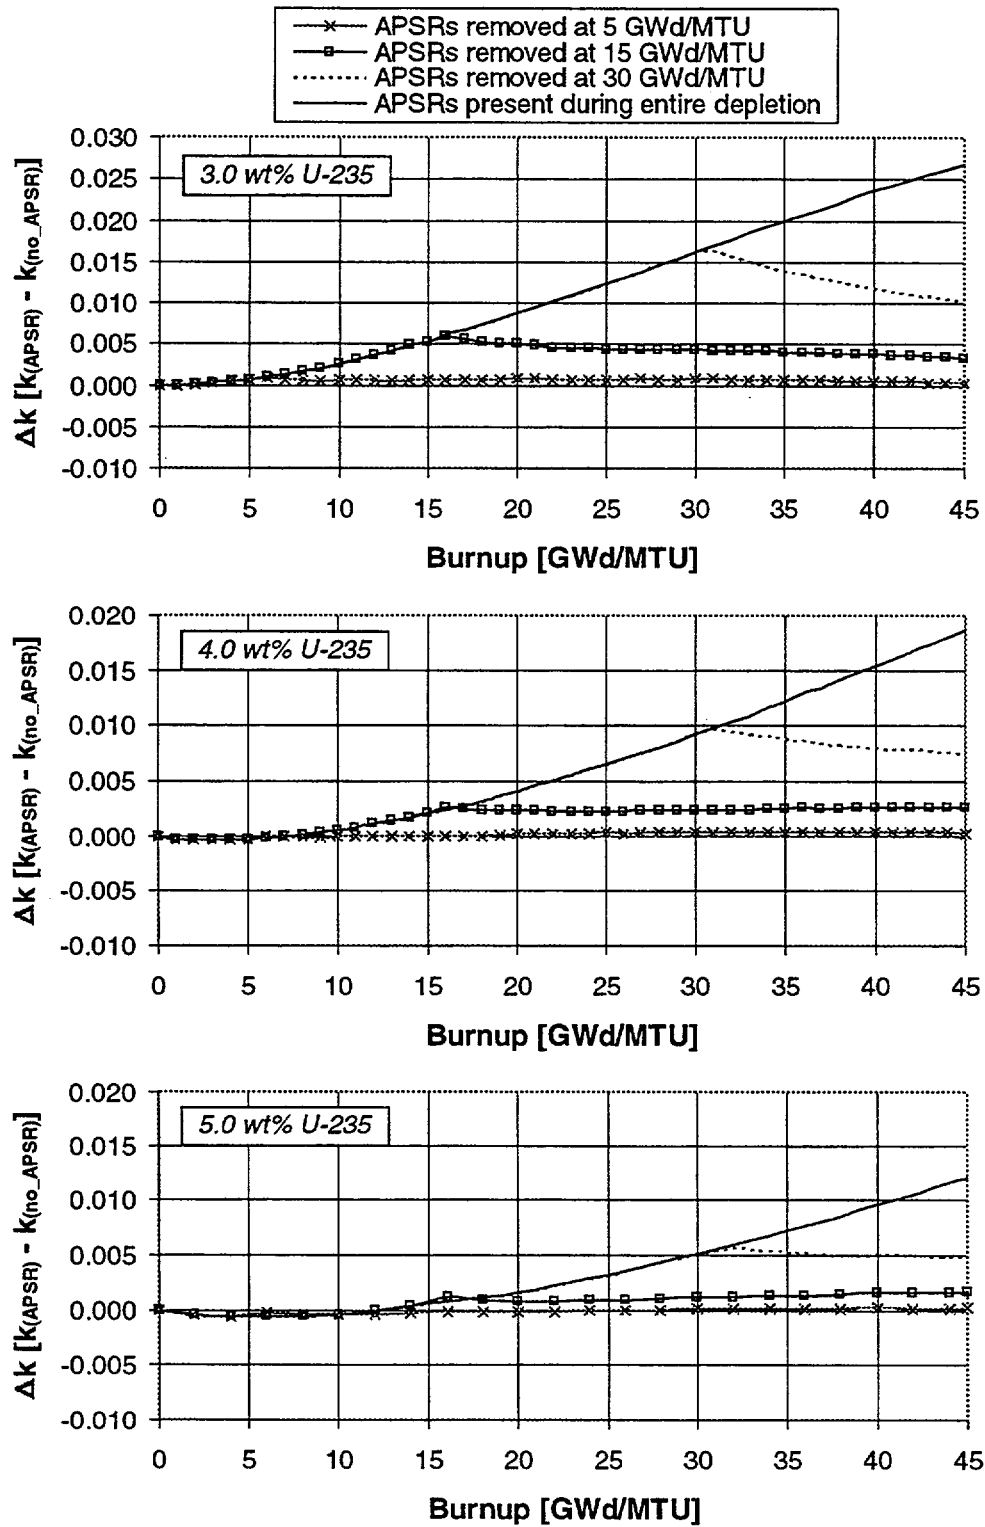 APSRs removed at 5 GWd/MTU
APSRs removed at 15 GWd/MTU
APSRs removed at 30 GWd/MTU
APSRs present during entire depletion
3.0 wt% U-235
Δk [k(APSR) - k(no_APSR)]
0.030
0.025
0.020
0.015
0.010
0.005
0.000
-0.005
-0.010
0 5 10 15 20 25 30 35 40 45
Burnup [GWd/MTU]
4.0 wt% U-235
Δk [k(APSR) - k(no_APSR)]
0.020
0.015
0.010
0.005
0.000
-0.005
-0.010
0 5 10 15 20 25 30 35 40 45
Burnup [GWd/MTU]
5.0 wt% U-235
Δk [k(APSR) - k(no_APSR)]
0.020
0.015
0.010
0.005
0.000
-0.005
-0.010
0 5 10 15 20 25 30 35 40 45
Burnup [GWd/MTU]